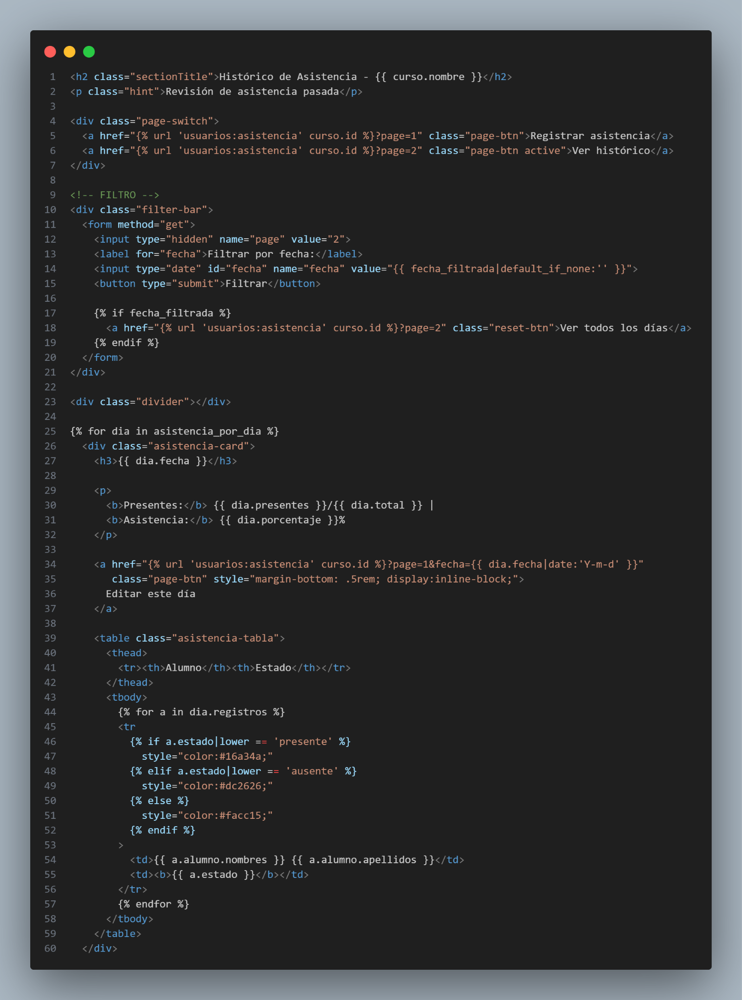 1 <h2 class="sectionTitle">Histórico de Asistencia - {{ curso.nombre }}</h2>
2 <p class="hint">Revisión de asistencia pasada</p>
3
4 <div class="page-switch">
5   <a href="{% url 'usuarios:asistencia' curso.id %}?page=1" class="page-btn">Registrar asistencia</a>
6   <a href="{% url 'usuarios:asistencia' curso.id %}?page=2" class="page-btn active">Ver histórico</a>
7 </div>
8
9 <!-- FILTRO -->
10 <div class="filter-bar">
11   <form method="get">
12     <input type="hidden" name="page" value="2">
13     <label for="fecha">Filtrar por fecha:</label>
14     <input type="date" id="fecha" name="fecha" value="{{ fecha_filtrada|default_if_none:'' }}">
15     <button type="submit">Filtrar</button>
16
17     {% if fecha_filtrada %}
18       <a href="{% url 'usuarios:asistencia' curso.id %}?page=2" class="reset-btn">Ver todos los días</a>
19     {% endif %}
20   </form>
21 </div>
22
23 <div class="divider"></div>
24
25 {% for dia in asistencia_por_dia %}
26   <div class="asistencia-card">
27     <h3>{{ dia.fecha }}</h3>
28
29     <p>
30       <b>Presentes:</b> {{ dia.presentes }}/{{ dia.total }} |
31       <b>Asistencia:</b> {{ dia.porcentaje }}%
32     </p>
33
34     <a href="{% url 'usuarios:asistencia' curso.id %}?page=1&fecha={{ dia.fecha|date:'Y-m-d' }}"
35        class="page-btn" style="margin-bottom: .5rem; display:inline-block;">
36       Editar este día
37     </a>
38
39     <table class="asistencia-tabla">
40       <thead>
41         <tr><th>Alumno</th><th>Estado</th></tr>
42       </thead>
43       <tbody>
44         {% for a in dia.registros %}
45         <tr
46           {% if a.estado|lower == 'presente' %}
47             style="color:#16a34a;"
48           {% elif a.estado|lower == 'ausente' %}
49             style="color:#dc2626;"
50           {% else %}
51             style="color:#facc15;"
52           {% endif %}
53         >
54           <td>{{ a.alumno.nombres }} {{ a.alumno.apellidos }}</td>
55           <td><b>{{ a.estado }}</b></td>
56         </tr>
57         {% endfor %}
58       </tbody>
59     </table>
60   </div>